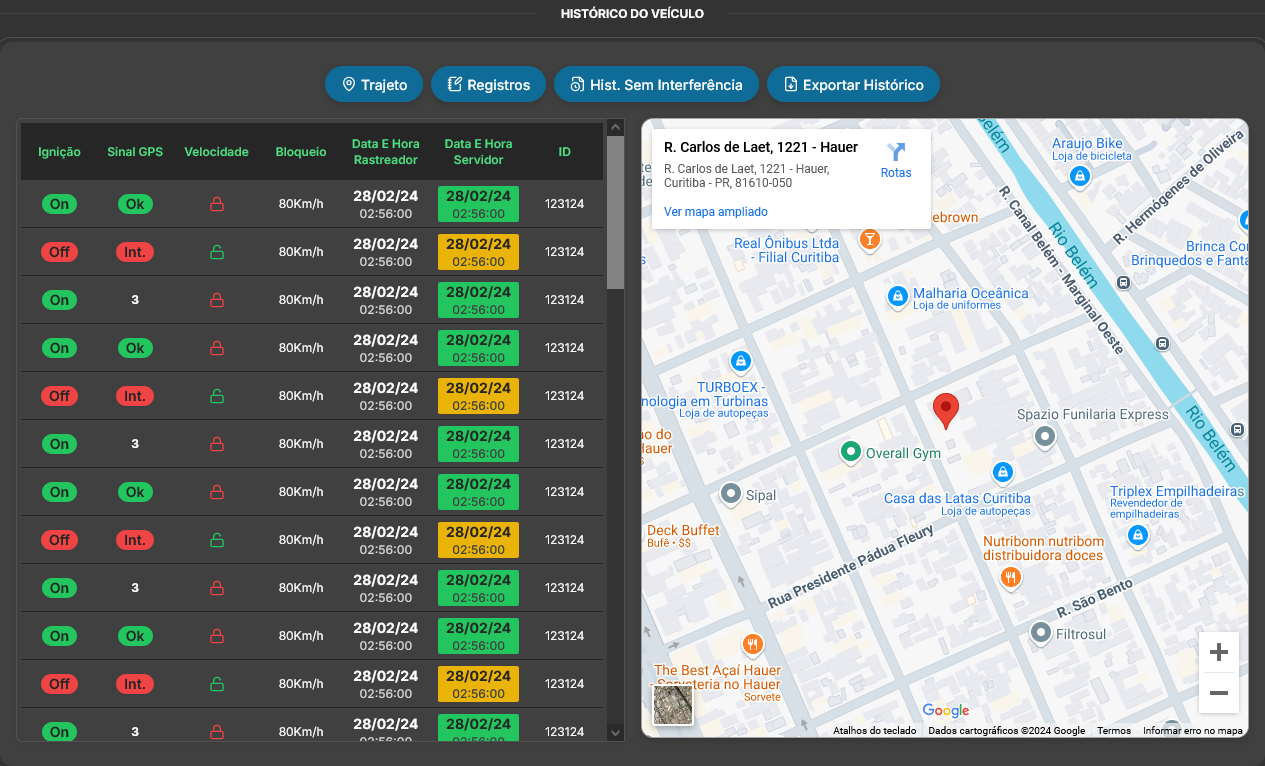 HISTÓRICO DO VEÍCULO
Trajeto
Registros
Hist. Sem Interferência
Exportar Histórico
Ignição Sinal GPS Velocidade Bloqueio Data E Hora Rastreador Data E Hora Servidor ID
On Ok 80Km/h 28/02/24 02:56:00 28/02/24 02:56:00 123124
Off Int. 80Km/h 28/02/24 02:56:00 28/02/24 02:56:00 123124
On 3 80Km/h 28/02/24 02:56:00 28/02/24 02:56:00 123124
On Ok 80Km/h 28/02/24 02:56:00 28/02/24 02:56:00 123124
Off Int. 80Km/h 28/02/24 02:56:00 28/02/24 02:56:00 123124
On 3 80Km/h 28/02/24 02:56:00 28/02/24 02:56:00 123124
On Ok 80Km/h 28/02/24 02:56:00 28/02/24 02:56:00 123124
Off Int. 80Km/h 28/02/24 02:56:00 28/02/24 02:56:00 123124
On 3 80Km/h 28/02/24 02:56:00 28/02/24 02:56:00 123124
On Ok 80Km/h 28/02/24 02:56:00 28/02/24 02:56:00 123124
Off Int. 80Km/h 28/02/24 02:56:00 28/02/24 02:56:00 123124
On 3 80Km/h 28/02/24 02:56:00 28/02/24 02:56:00 123124
R. Carlos de Laet, 1221 - Hauer
R. Carlos de Laet, 1221 - Hauer,
Curitiba - PR, 81610-050
Rotas
Ver mapa ampliado
Belém
Araujo Bike
Loja de bicicleta
R. Hermógenes de Oliveira
R. Canal Belém - Marginal Oeste
Rio Belém
ebrown
Real Ônibus Ltda
- Filial Curitiba
Brinca Co
Brinquedos e Fanta
Malharia Oceânica
Loja de uniformes
TURBOEX -
nologia em Turbinas
Loja de autopeças
Spazio Funilaria Express
Rio Belém
o do
Hauer
Overall Gym
Sipal
Casa das Latas Curitiba
Loja de autopeças
Triplex Empilhadeiras
Revendedor de
empilhadeiras
Deck Buffet
Bufê • $$
Rua Presidente Pádua Fleury
Nutribonn nutribom
distribuidora doces
R. São Bento
Filtrosul
The Best Açaí Hauer
- Sorveteria no Hauer
Sorvete
Google
Atalhos do teclado
Dados cartográficos ©2024 Google
Termos
Informar erro no mapa